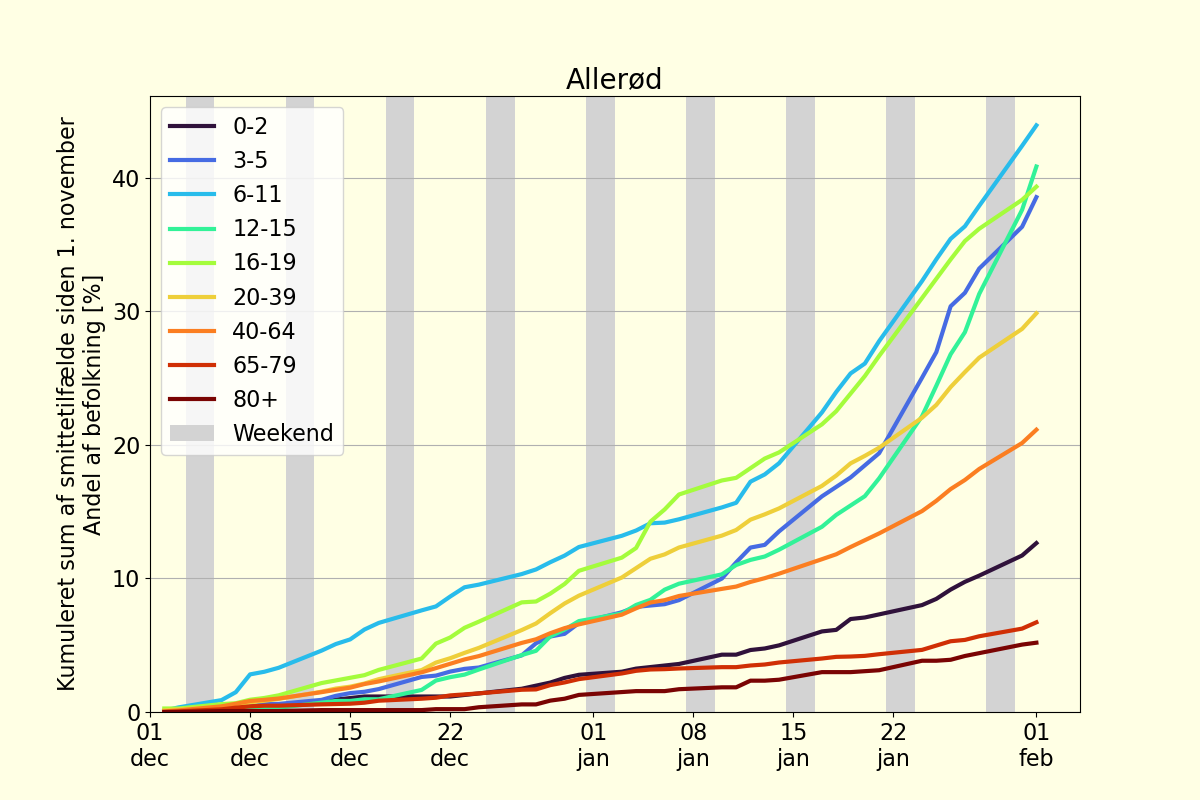 Allerød
Kumuleret sum af smittetilfælde siden 1. november
Andel af befolkning [%]
40
30
20
10
0
0-2
3-5
6-11
12-15
16-19
20-39
40-64
65-79
80+
Weekend
01 08 15 22 01 08 15 22 01
dec dec dec dec jan jan jan jan feb